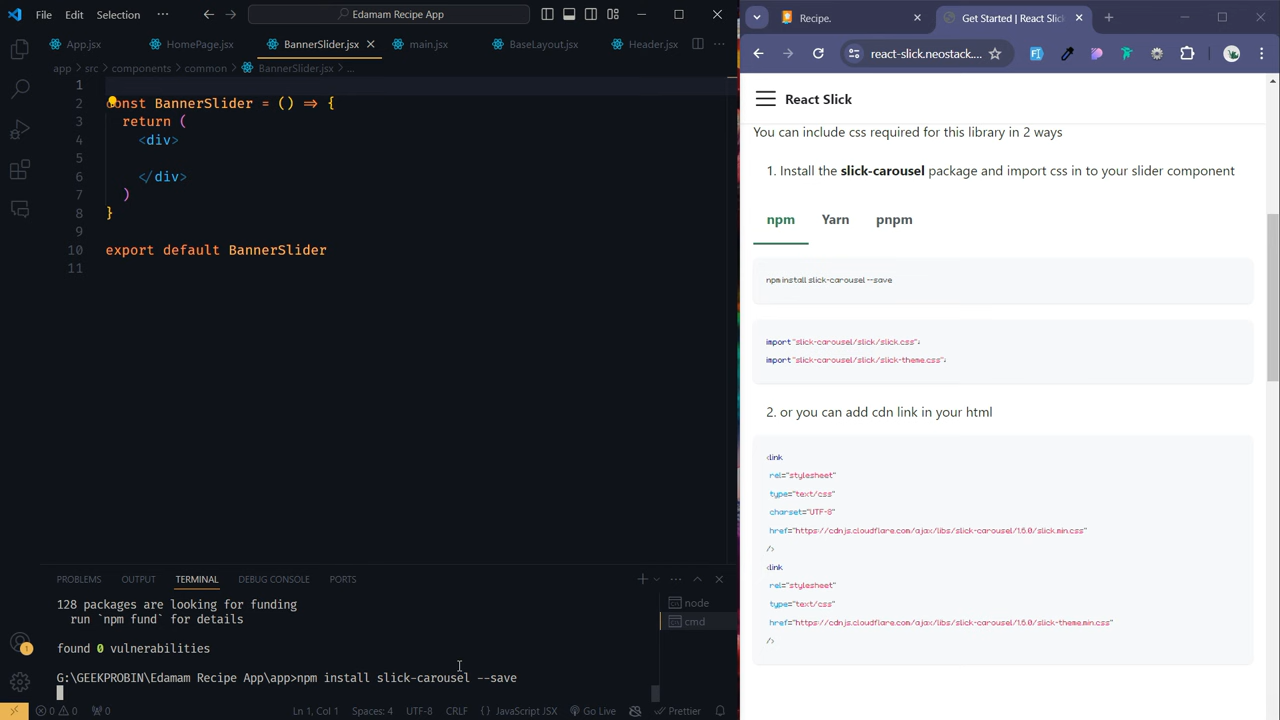 File Edit Selection
Edamam Recipe App
App.jsx HomePage.jsx BannerSlider.jsx main.jsx BaseLayout.jsx Header.jsx
app > src > components > common > BannerSlider.jsx > ...
1
2 const BannerSlider = () => {
3 return (
4 <div>
5
6 </div>
7 )
8 }
9
10 export default BannerSlider
11
PROBLEMS OUTPUT TERMINAL DEBUG CONSOLE PORTS
128 packages are looking for funding
run `npm fund` for details
found 0 vulnerabilities
G:\GEEKPROBIN\Edamam Recipe App\app>npm install slick-carousel --save
node
cmd
1
0 0 0 Ln 1, Col 1 Spaces: 4 UTF-8 CRLF {} JavaScript JSX Go Live Prettier
Recipe. Get Started | React Slick
react-slick.neostack....
React Slick
You can include css required for this library in 2 ways
1. Install the slick-carousel package and import css in to your slider component
npm Yarn pnpm
npm install slick-carousel --save
import "slick-carousel/slick/slick.css";
import "slick-carousel/slick/slick-theme.css";
2. or you can add cdn link in your html
<link
rel="stylesheet"
type="text/css"
charset="UTF-8"
href="https://cdnjs.cloudflare.com/ajax/libs/slick-carousel/1.6.0/slick.min.css"
/>
<link
rel="stylesheet"
type="text/css"
href="https://cdnjs.cloudflare.com/ajax/libs/slick-carousel/1.6.0/slick-theme.min.css"
/>